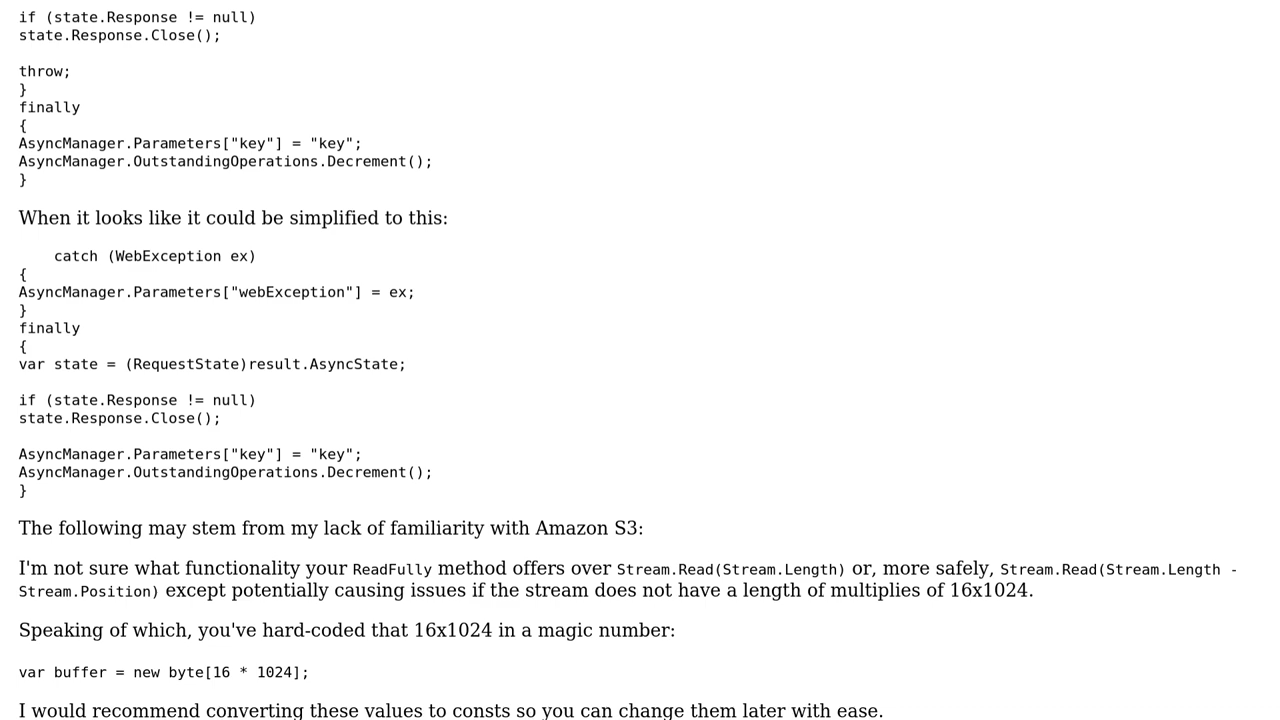 if (state.Response != null)
state.Response.Close();
throw;
}
finally
{
AsyncManager.Parameters["key"] = "key";
AsyncManager.OutstandingOperations.Decrement();
}
When it looks like it could be simplified to this:
catch (WebException ex)
{
AsyncManager.Parameters["webException"] = ex;
}
finally
{
var state = (RequestState)result.AsyncState;
if (state.Response != null)
state.Response.Close();
AsyncManager.Parameters["key"] = "key";
AsyncManager.OutstandingOperations.Decrement();
}
The following may stem from my lack of familiarity with Amazon S3:
I'm not sure what functionality your ReadFully method offers over Stream.Read(Stream.Length) or, more safely, Stream.Read(Stream.Length -
Stream.Position) except potentially causing issues if the stream does not have a length of multiplies of 16x1024.
Speaking of which, you've hard-coded that 16x1024 in a magic number:
var buffer = new byte[16 * 1024];
I would recommend converting these values to consts so you can change them later with ease.